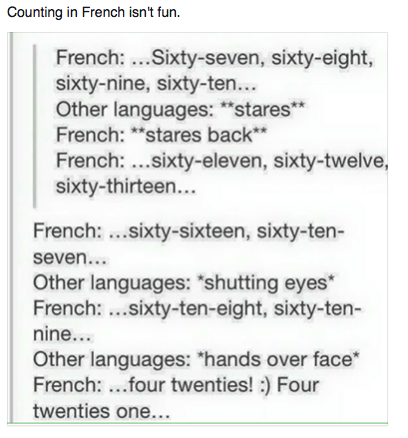 Counting in French isn't fun.
French: ...Sixty-seven, sixty-eight,
sixty-nine, sixty-ten...
Other languages: **stares**
French: **stares back**
French: ...sixty-eleven, sixty-twelve,
sixty-thirteen...
French: ...sixty-sixteen, sixty-ten-
seven...
Other languages: *shutting eyes*
French: ...sixty-ten-eight, sixty-ten-
nine...
Other languages: *hands over face*
French: ...four twenties! :) Four
twenties one...